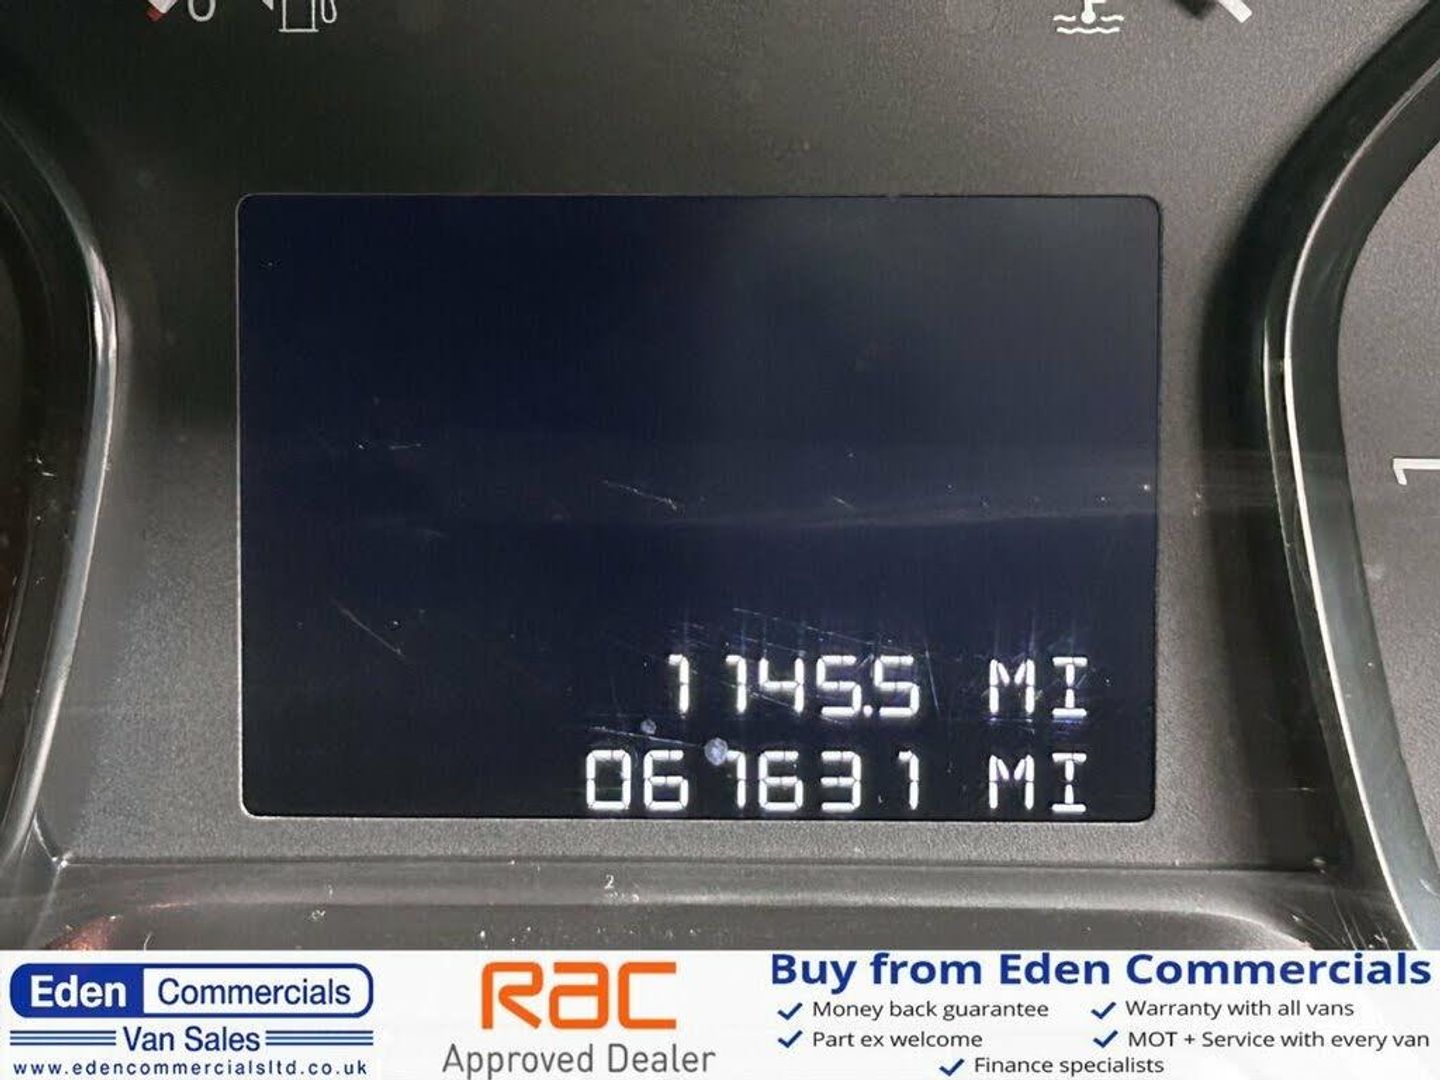 1
1145.5 MI
067631 MI
Eden Commercials
Van Sales
www.edencommercialsltd.co.uk
RAC
Approved Dealer
Buy from Eden Commercials
Money back guarantee
Warranty with all vans
Part ex welcome
MOT + Service with every van
Finance specialists